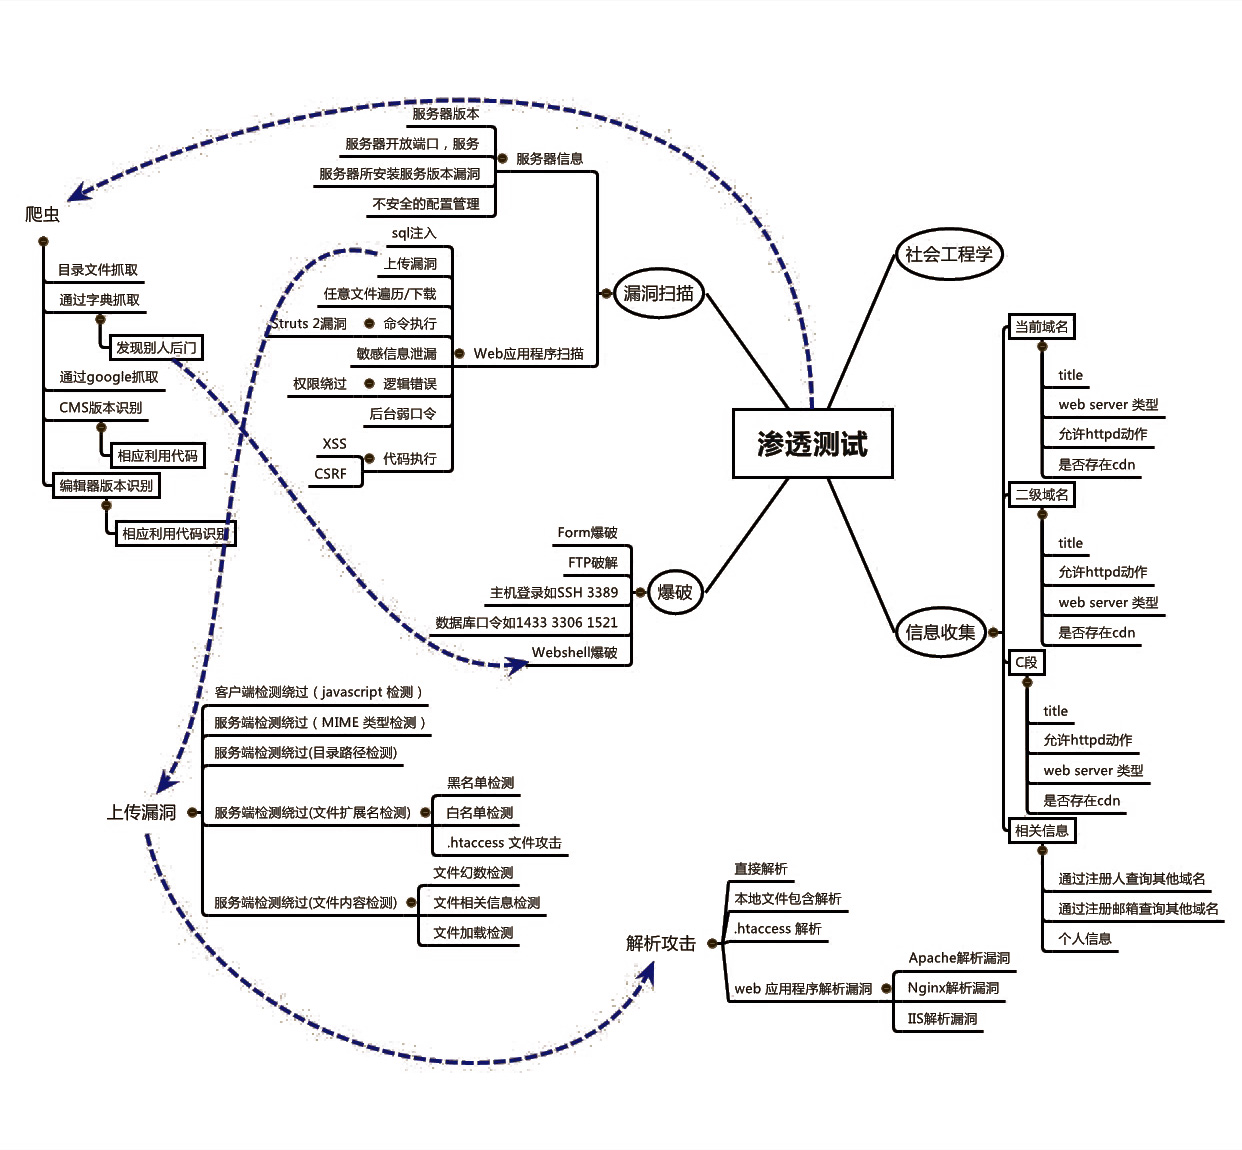 渗透测试
社会工程学
漏洞扫描
服务器信息
服务器版本
服务器开放端口，服务
服务器所安装服务版本漏洞
不安全的配置管理
Web应用程序扫描
sql注入
上传漏洞
任意文件遍历/下载
命令执行
Struts 2漏洞
敏感信息泄漏
逻辑错误
权限绕过
后台弱口令
代码执行
XSS
CSRF
爬虫
目录文件抓取
通过字典抓取
发现别人后门
通过google抓取
CMS版本识别
相应利用代码
编辑器版本识别
相应利用代码识别
爆破
Form爆破
FTP破解
主机登录如SSH 3389
数据库口令如1433 3306 1521
Webshell爆破
信息收集
当前域名
title
web server 类型
允许httpd动作
是否存在cdn
二级域名
title
允许httpd动作
web server 类型
是否存在cdn
C段
title
允许httpd动作
web server 类型
是否存在cdn
相关信息
通过注册人查询其他域名
通过注册邮箱查询其他域名
个人信息
上传漏洞
客户端检测绕过（javascript 检测）
服务端检测绕过（MIME 类型检测）
服务端检测绕过(目录路径检测)
服务端检测绕过(文件扩展名检测)
黑名单检测
白名单检测
.htaccess 文件攻击
服务端检测绕过(文件内容检测)
文件幻数检测
文件相关信息检测
文件加载检测
解析攻击
直接解析
本地文件包含解析
.htaccess 解析
web 应用程序解析漏洞
Apache解析漏洞
Nginx解析漏洞
IIS解析漏洞